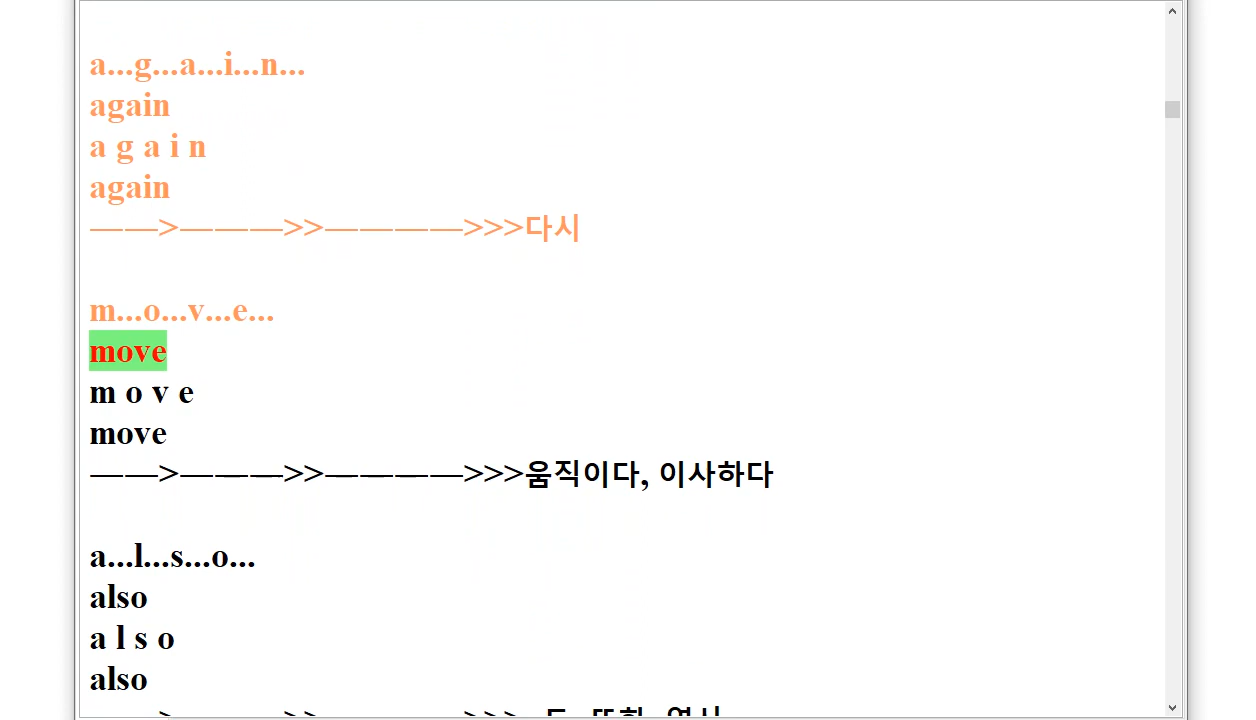 a...g...a...i...n...
again
a g a i n
again
——>———>>————>>>다시
m...o...v...e...
move
m o v e
move
——>———>>————>>>움직이다, 이사하다
a...l...s...o...
also
a l s o
also